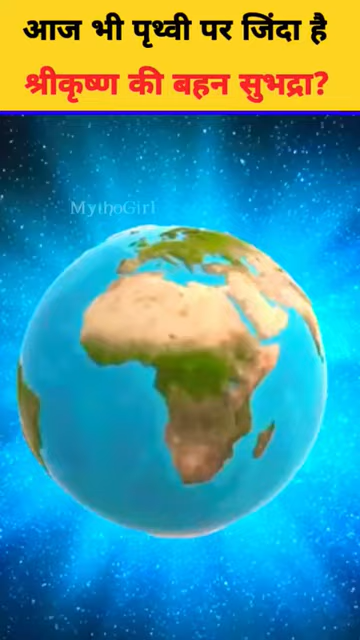 आज भी पृथ्वी पर जिंदा है
श्रीकृष्ण की बहन सुभद्रा?
MythoGirl